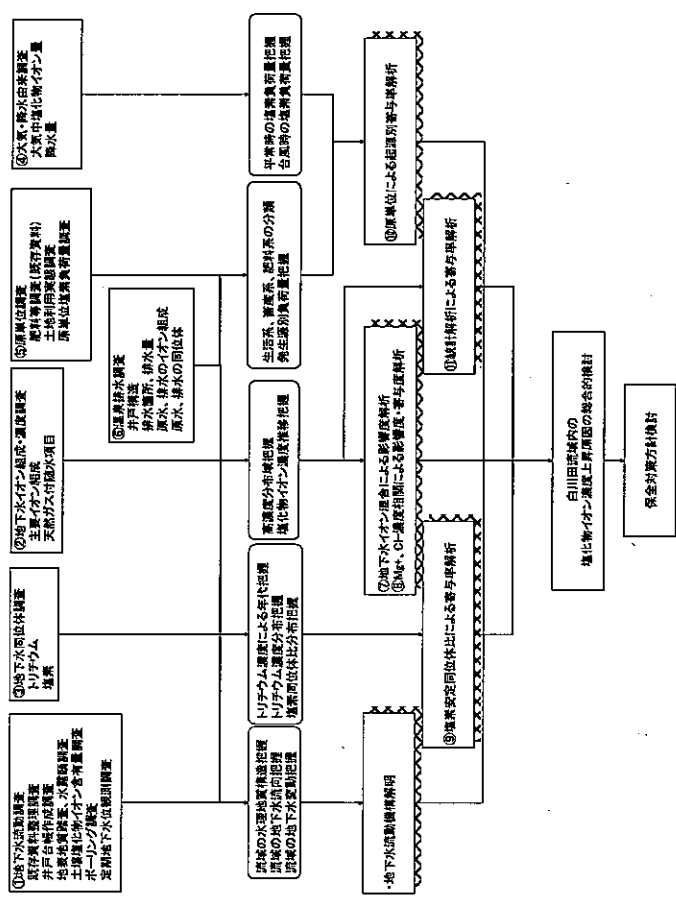 ①地下水流動調査
既存資料整理調査
井戸台帳作成調査
地表地質踏査、水露頭調査
土壌塩化物イオン含有量調査
ボーリング調査
定期地下水位観測調査
③地下水同位体調査
トリチウム
塩素
②地下水イオン組成・濃度調査
主要イオン組成
天然ガス付随水項目
⑤原単位調査
肥料等調査(既存資料)
土地利用実態調査
原単位塩素負荷量調査
④大気・降水由来調査
大気中塩化物イオン量
降水量
⑥温泉排水調査
井戸構造
排水箇所、排水量
原水、排水のイオン組成
原水、排水の同位体
流域の水理地質構造把握
流域の地下水流向把握
流域の地下水変動把握
トリチウム濃度による年代把握
トリチウム濃度分布把握
塩素同位体比分布把握
高濃度分布域把握
塩化物イオン濃度推移把握
生活系、畜産系、肥料系の分類
発生源別負荷量把握
平常時の塩素負荷量把握
台風時の塩素負荷量把握
・地下水流動機構解明
⑦地下水イオン混合による影響度解析
⑧Mg+、Cl-濃度相関による影響度・寄与度解析
⑩原単位による起源別寄与率解析
⑨塩素安定同位体比による寄与率解析
⑪統計解析による寄与率解析
白川田流域内の
塩化物イオン濃度上昇原因の総合的検討
保全対策方針検討